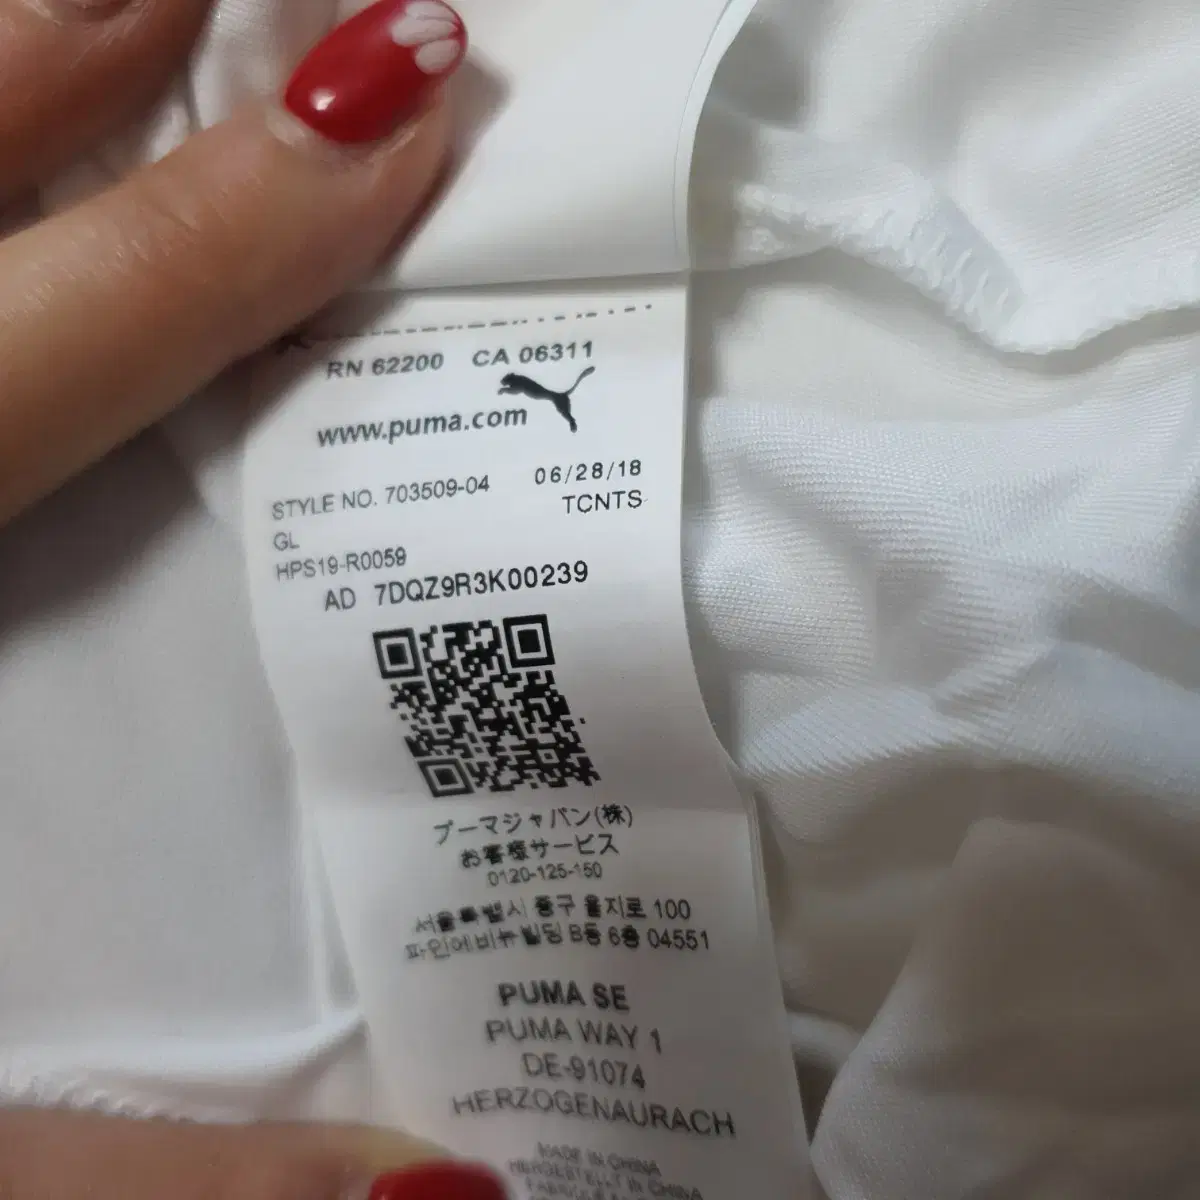 RN 62200 CA 06311
www.puma.com
STYLE NO. 703509-04 06/28/18
GL TCNTS
HPS19-R0059
AD 7DQZ9R3K00239
プーマジャパン(株)
お客様サービス
0120-125-150
서울특별시 중구 을지로 100
파인에비뉴빌딩 B동 6층 04551
PUMA SE
PUMA WAY 1
DE-91074
HERZOGENAURACH
MADE IN CHINA
HERGESTELLT IN CHINA